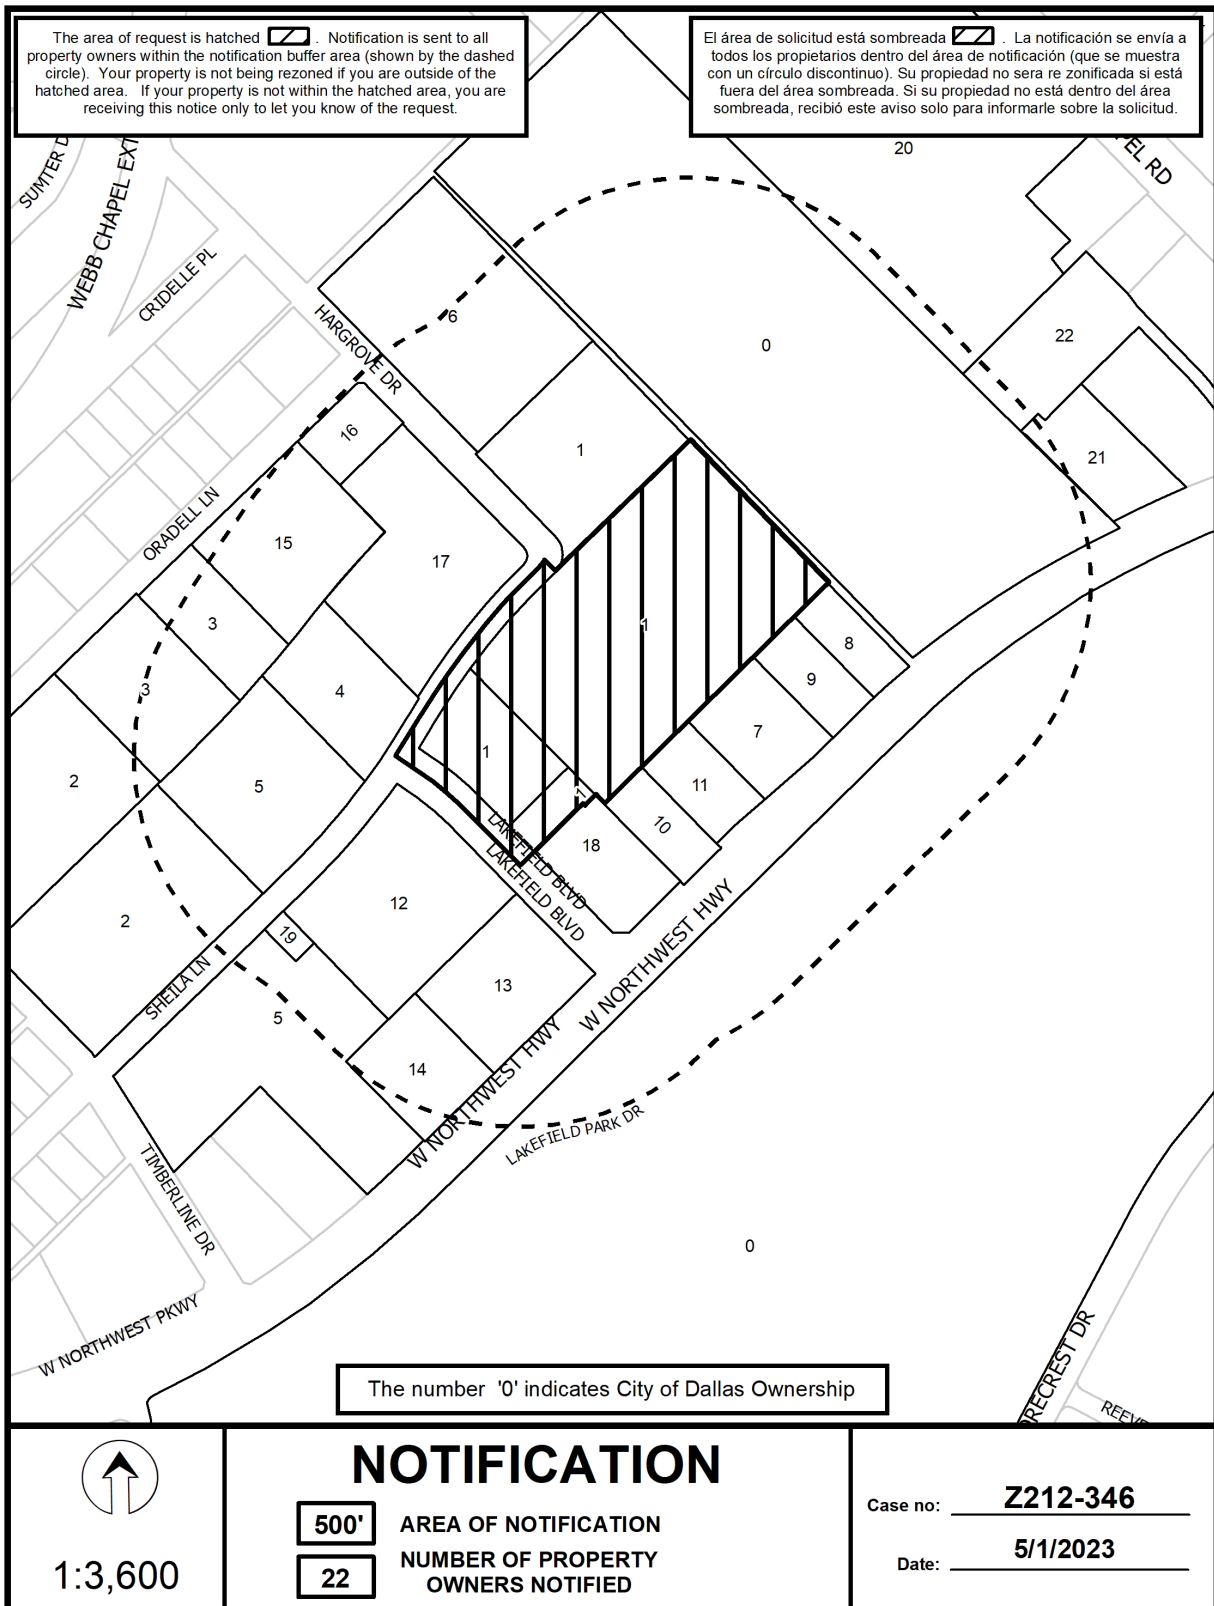 The area of request is hatched . Notification is sent to all
property owners within the notification buffer area (shown by the dashed
circle). Your property is not being rezoned if you are outside of the
hatched area. If your property is not within the hatched area, you are
receiving this notice only to let you know of the request.
El área de solicitud está sombreada . La notificación se envía a
todos los propietarios dentro del área de notificación (que se muestra
con un círculo discontinuo). Su propiedad no sera re zonificada si está
fuera del área sombreada. Si su propiedad no está dentro del área
sombreada, recibió este aviso solo para informarle sobre la solicitud.
SUMTER D
WEBB CHAPEL EXT
CRIDELLE PL
20
PEL RD
HARGROVE DR
6
0
22
16
1
21
ORADELL LN
15
17
3
1
8
3
4
9
7
2
1
5
11
1
10
18
LAKEFIELD BLVD
LAKEFIELD BLVD
12
2
19
W NORTHWEST HWY
SHEILA LN
13
5
14
W NORTHWEST HWY
LAKEFIELD PARK DR
TIMBERLINE DR
0
W NORTHWEST PKWY
RECREST DR
REEVE
The number '0' indicates City of Dallas Ownership
1:3,600
NOTIFICATION
500' AREA OF NOTIFICATION
22 NUMBER OF PROPERTY
OWNERS NOTIFIED
Case no: Z212-346
Date: 5/1/2023